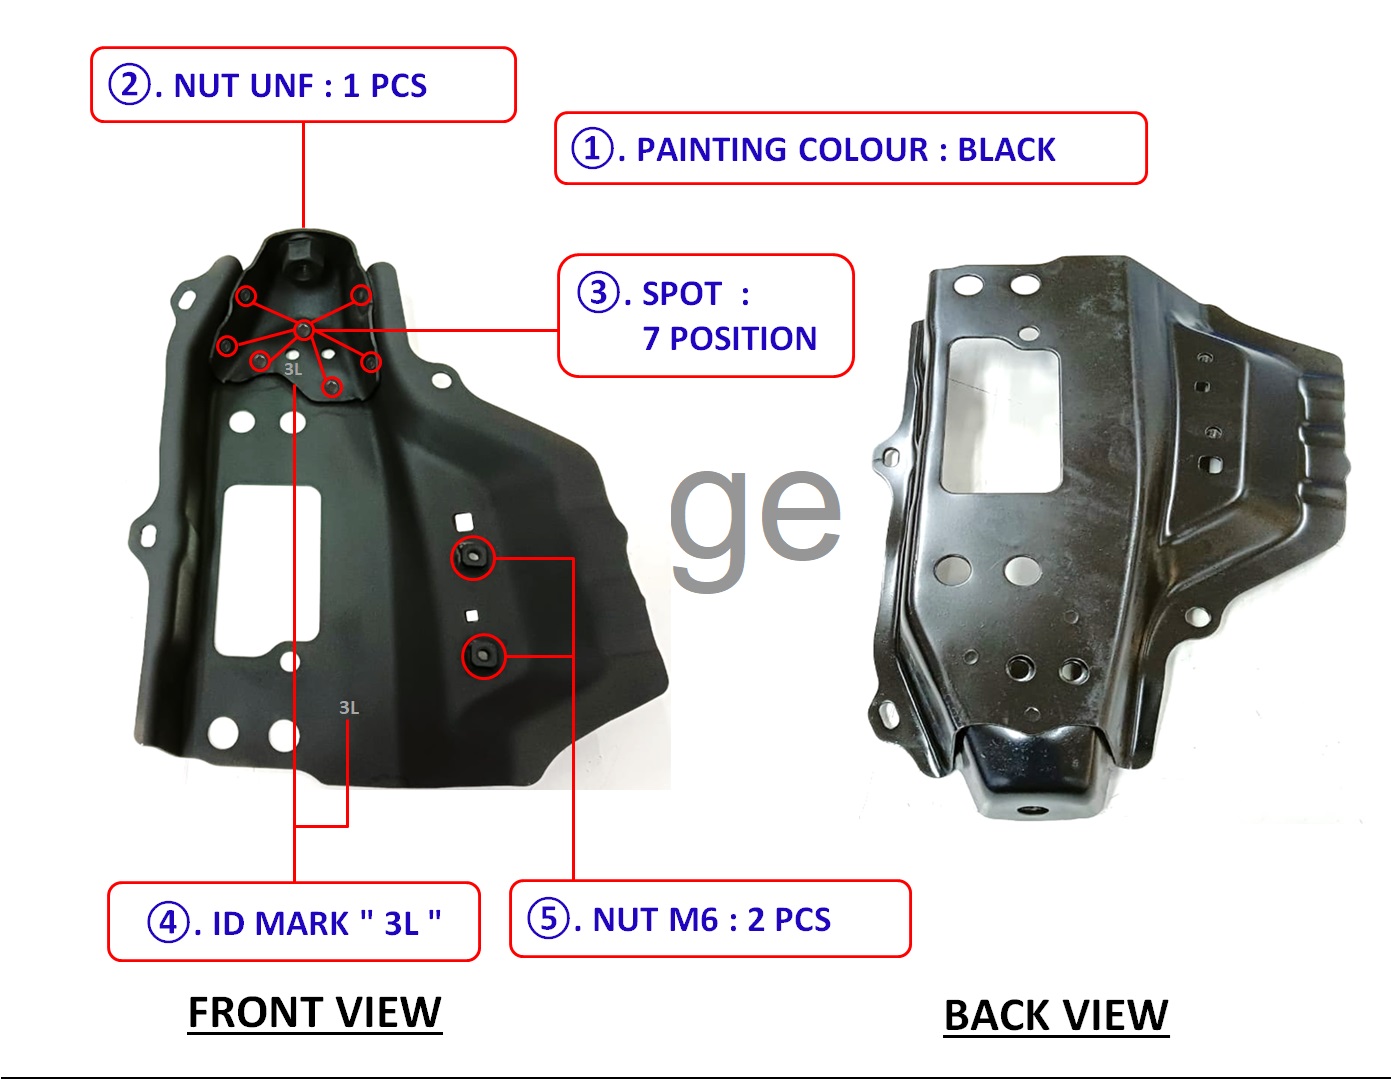 ②. NUT UNF : 1 PCS
①. PAINTING COLOUR : BLACK
③. SPOT :
7 POSITION
3L
ge
3L
④. ID MARK " 3L "
⑤. NUT M6 : 2 PCS
FRONT VIEW
BACK VIEW